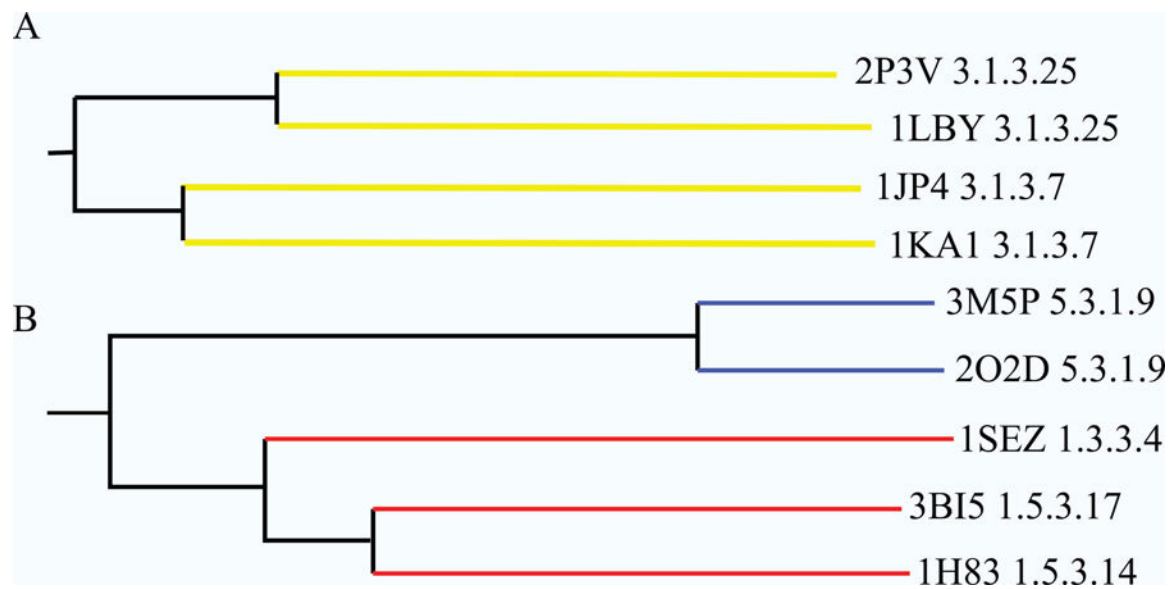 A
2P3V 3.1.3.25
1LBY 3.1.3.25
1JP4 3.1.3.7
1KA1 3.1.3.7
B
3M5P 5.3.1.9
2O2D 5.3.1.9
1SEZ 1.3.3.4
3BI5 1.5.3.17
1H83 1.5.3.14